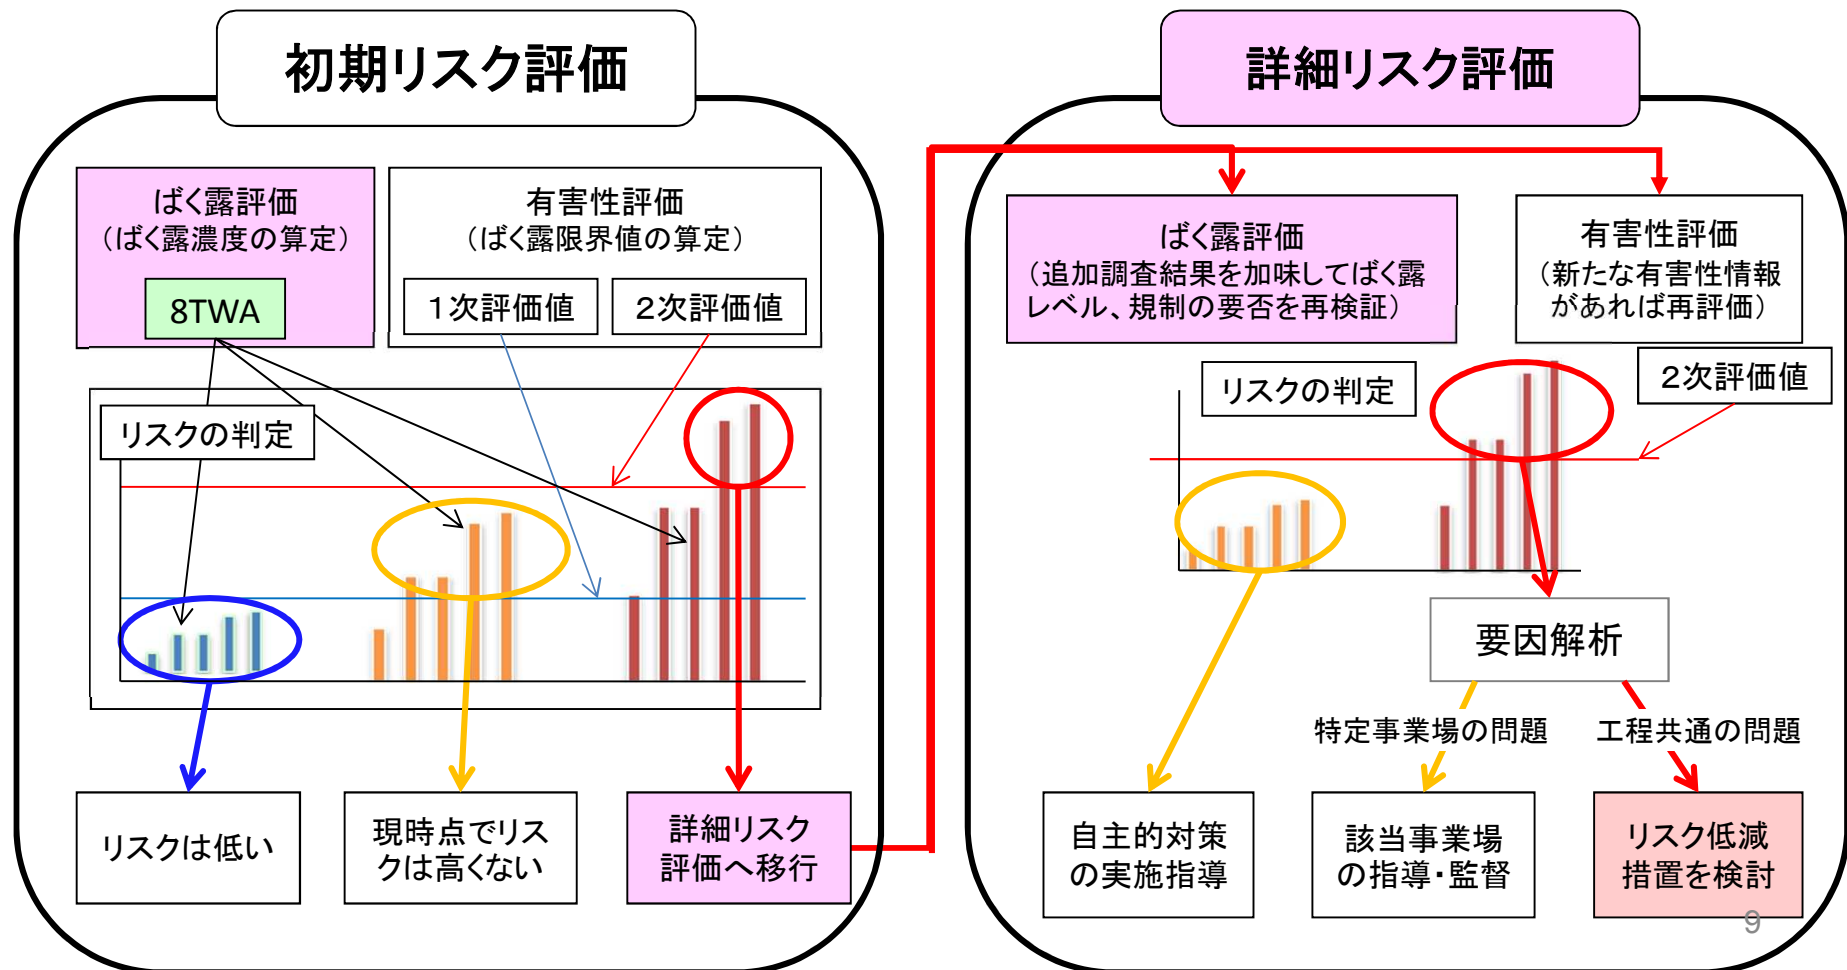 初期リスク評価
ばく露評価
（ばく露濃度の算定）
8TWA
有害性評価
（ばく露限界値の算定）
１次評価値
２次評価値
リスクの判定
リスクは低い
現時点でリス
クは高くない
詳細リスク
評価へ移行
詳細リスク評価
ばく露評価
（追加調査結果を加味してばく露
レベル、規制の要否を再検証）
有害性評価
（新たな有害性情報
があれば再評価）
リスクの判定
２次評価値
要因解析
特定事業場の問題
工程共通の問題
自主的対策
の実施指導
該当事業場
の指導・監督
リスク低減
措置を検討
9